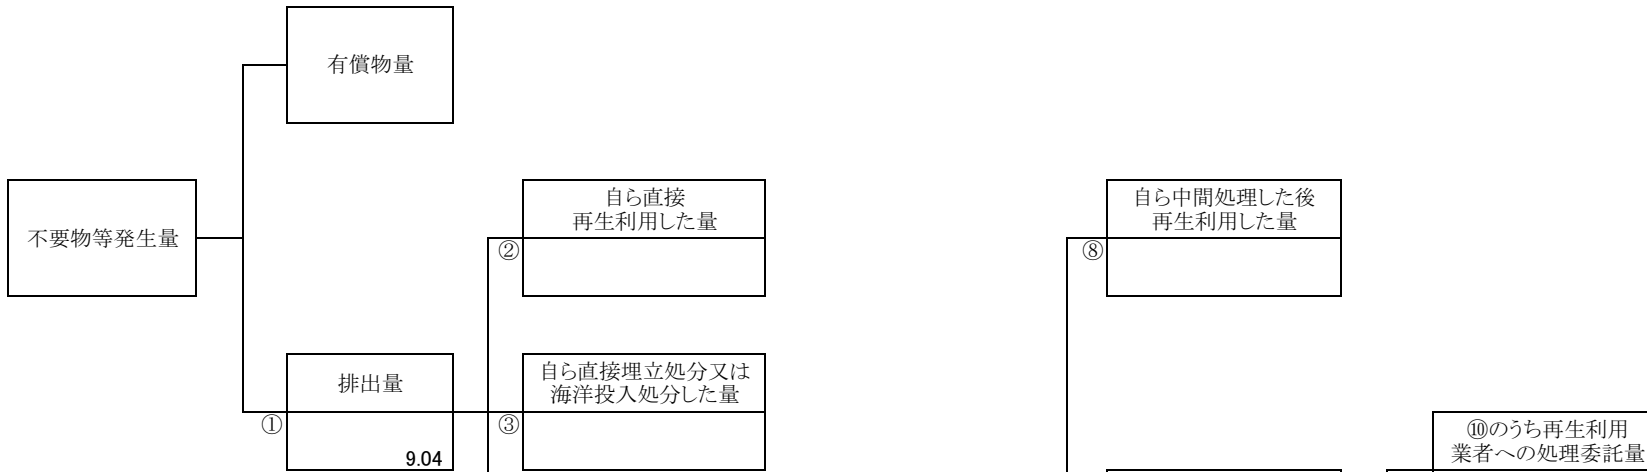 有償物量
不要物等発生量
自ら直接
再生利用した量
②
自ら中間処理した後
再生利用した量
⑧
排出量
①
9.04
自ら直接埋立処分又は
海洋投入処分した量
③
⑩のうち再生利用
業者への処理委託量